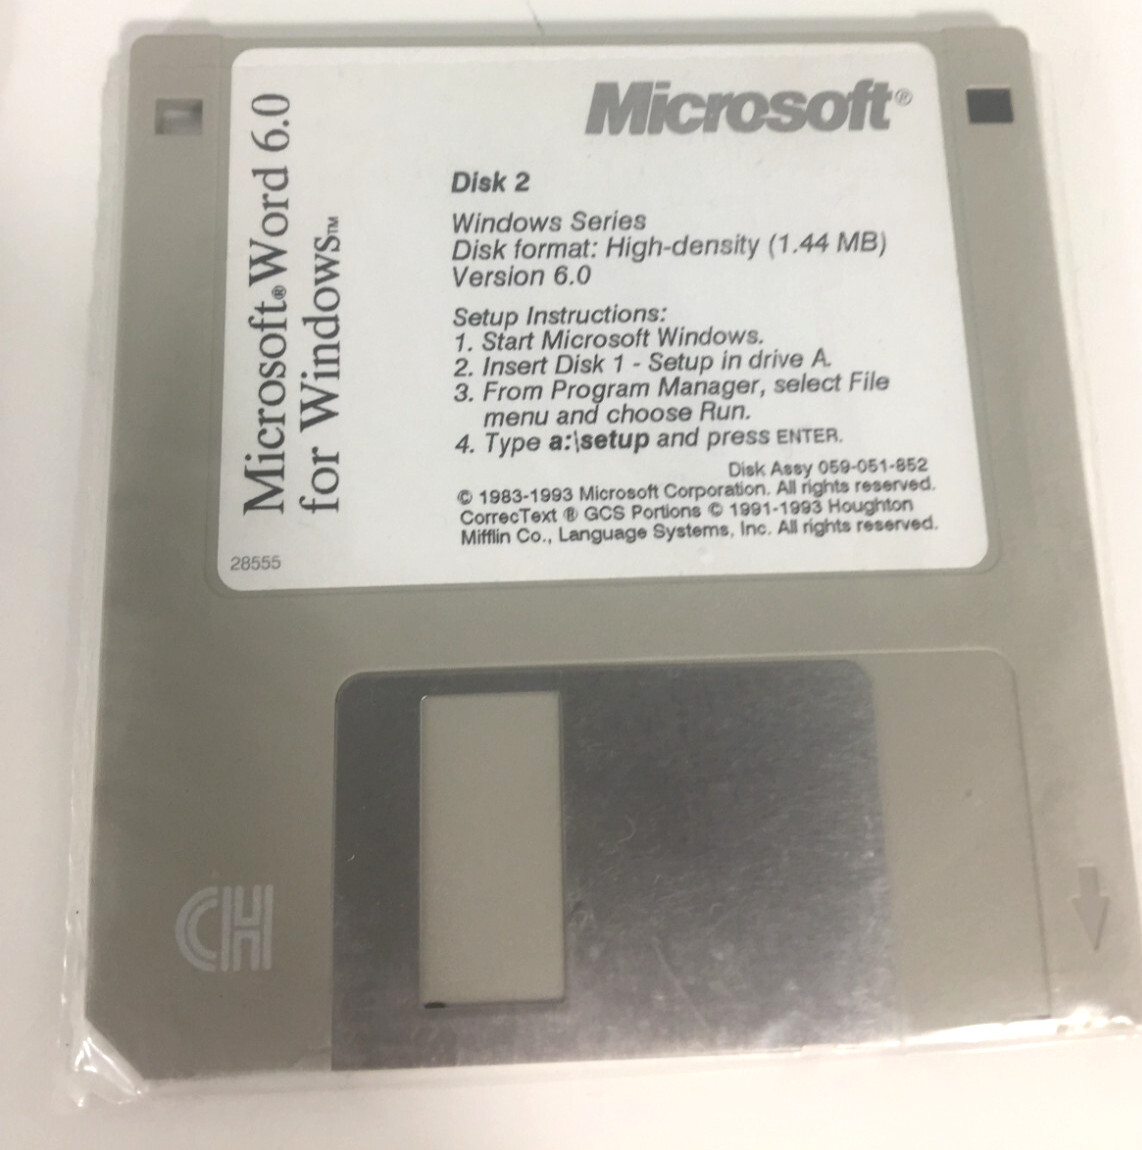 Microsoft® Word 6.0
for Windows™
Microsoft®
Disk 2
Windows Series
Disk format: High-density (1.44 MB)
Version 6.0
Setup Instructions:
1. Start Microsoft Windows.
2. Insert Disk 1 - Setup in drive A.
3. From Program Manager, select File
menu and choose Run.
4. Type a:\setup and press ENTER.
Disk Assy 059-051-852
© 1983-1993 Microsoft Corporation. All rights reserved.
CorrecText ® GCS Portions © 1991-1993 Houghton
Mifflin Co., Language Systems, Inc. All rights reserved.
28555
CH